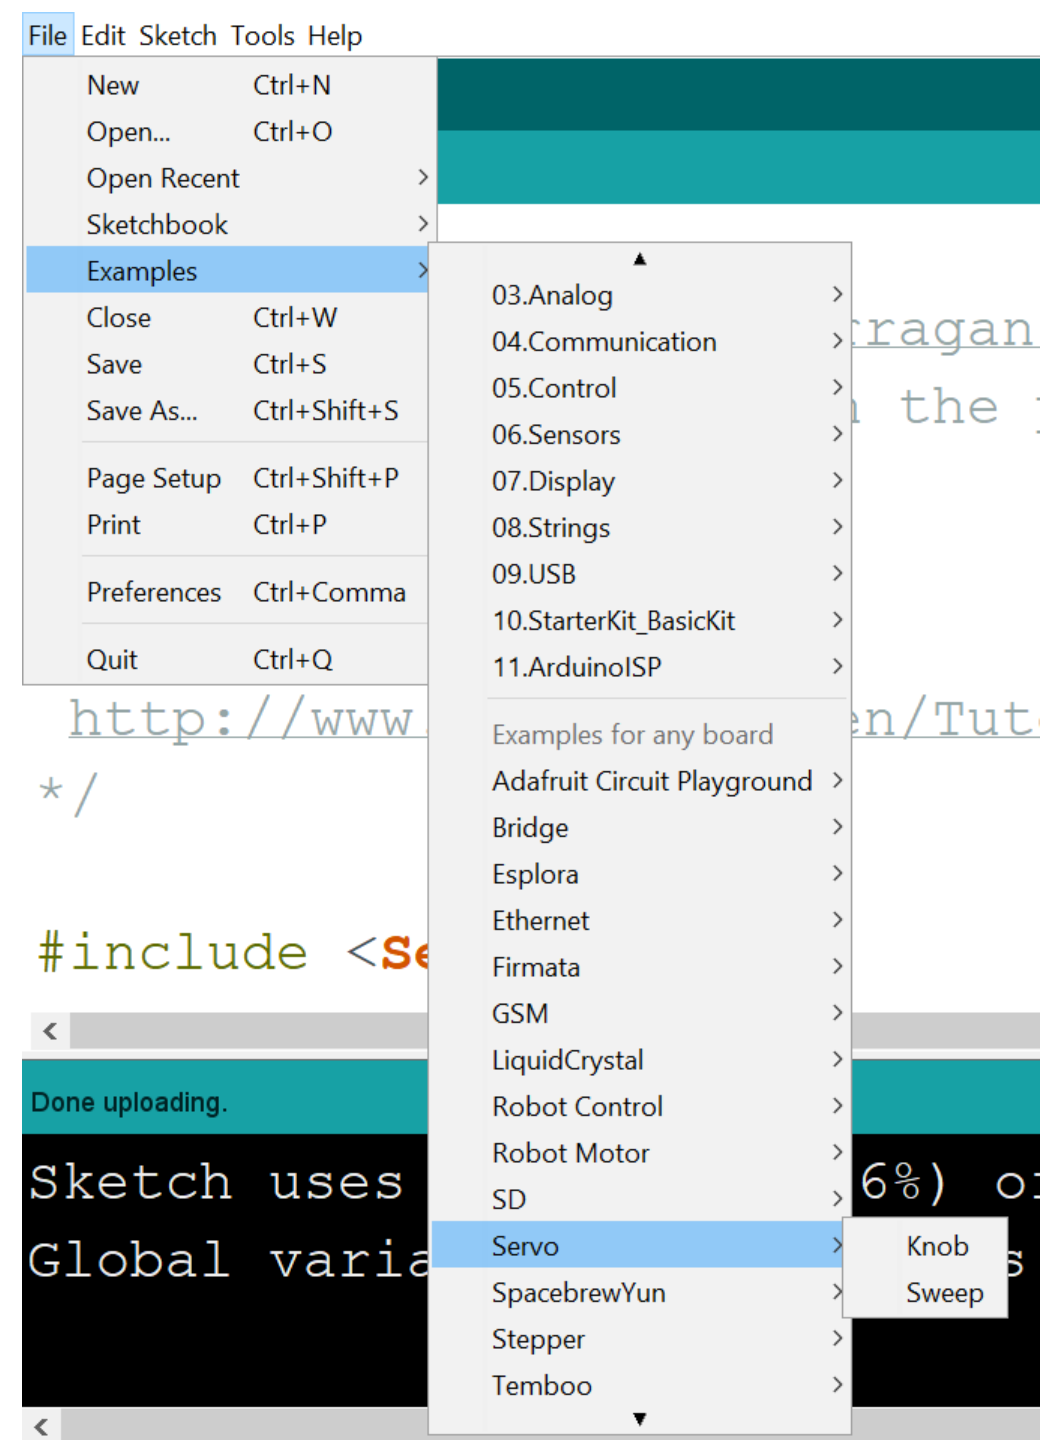 File Edit Sketch Tools Help
New Ctrl+N
Open... Ctrl+O
Open Recent
Sketchbook
Examples
Close Ctrl+W
Save Ctrl+S
Save As... Ctrl+Shift+S
Page Setup Ctrl+Shift+P
Print Ctrl+P
Preferences Ctrl+Comma
Quit Ctrl+Q
03.Analog
04.Communication
05.Control
06.Sensors
07.Display
08.Strings
09.USB
10.StarterKit_BasicKit
11.ArduinoISP
Examples for any board
Adafruit Circuit Playground
Bridge
Esplora
Ethernet
Firmata
GSM
LiquidCrystal
Robot Control
Robot Motor
SD
Servo
SpacebrewYun
Stepper
Temboo
Knob
Sweep
rragan
the
http://www. en/Tut
*/
#include <Se
Done uploading.
Sketch uses 6%) o
Global varia s